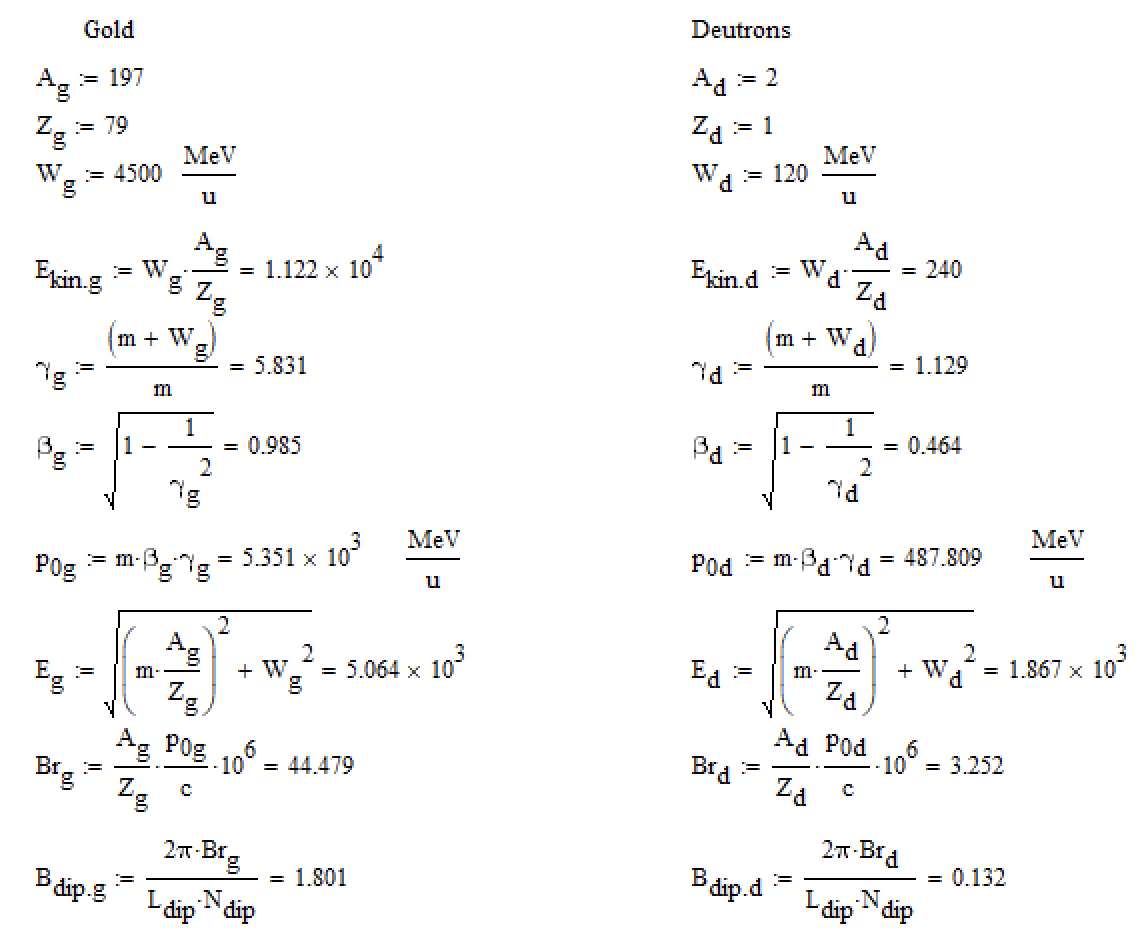 Gold
A_g := 197
Z_g := 79
W_g := 4500 MeV/u
E_kin.g := W_g · A_g/Z_g = 1.122 × 10^4
γ_g := (m + W_g)/m = 5.831
β_g := √(1 − 1/γ_g^2) = 0.985
p_0g := m·β_g·γ_g = 5.351 × 10^3 MeV/u
E_g := √((m · A_g/Z_g)^2 + W_g^2) = 5.064 × 10^3
Br_g := A_g/Z_g · p_0g/c · 10^6 = 44.479
B_dip.g := 2π·Br_g/(L_dip·N_dip) = 1.801
Deutrons
A_d := 2
Z_d := 1
W_d := 120 MeV/u
E_kin.d := W_d · A_d/Z_d = 240
γ_d := (m + W_d)/m = 1.129
β_d := √(1 − 1/γ_d^2) = 0.464
p_0d := m·β_d·γ_d = 487.809 MeV/u
E_d := √((m · A_d/Z_d)^2 + W_d^2) = 1.867 × 10^3
Br_d := A_d/Z_d · p_0d/c · 10^6 = 3.252
B_dip.d := 2π·Br_d/(L_dip·N_dip) = 0.132